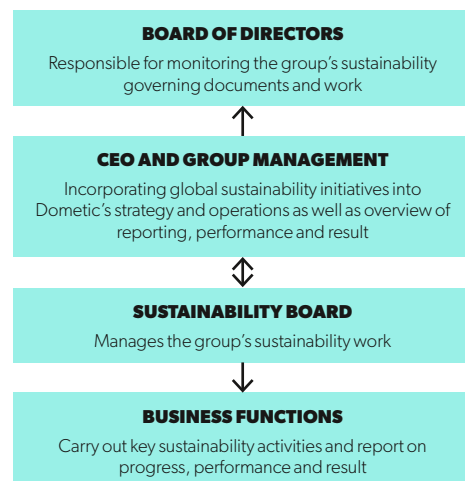 BOARD OF DIRECTORS
Responsible for monitoring the group's sustainability
governing documents and work
CEO AND GROUP MANAGEMENT
Incorporating global sustainability initiatives into
Dometic's strategy and operations as well as overview of
reporting, performance and result
SUSTAINABILITY BOARD
Manages the group's sustainability work
BUSINESS FUNCTIONS
Carry out key sustainability activities and report on
progress, performance and result